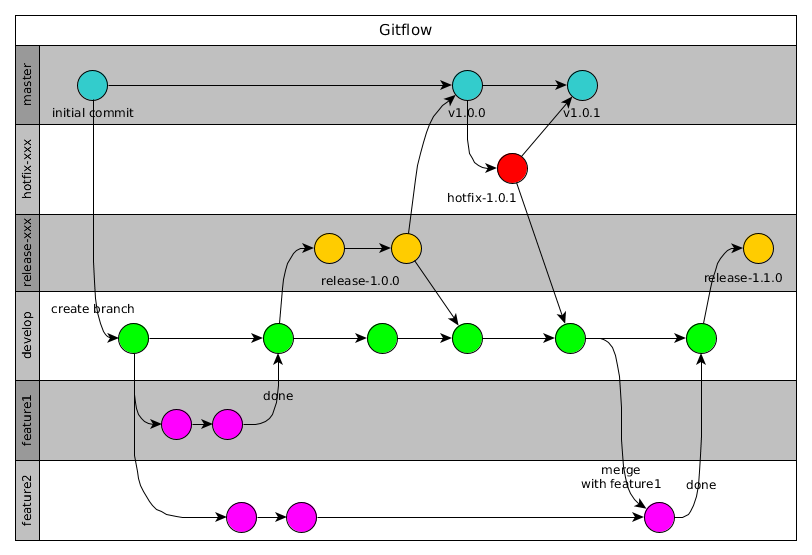 Gitflow
master
initial commit
v1.0.0
v1.0.1
hotfix-xxx
hotfix-1.0.1
release-xxx
release-1.0.0
release-1.1.0
develop
create branch
feature1
done
feature2
merge
with feature1
done